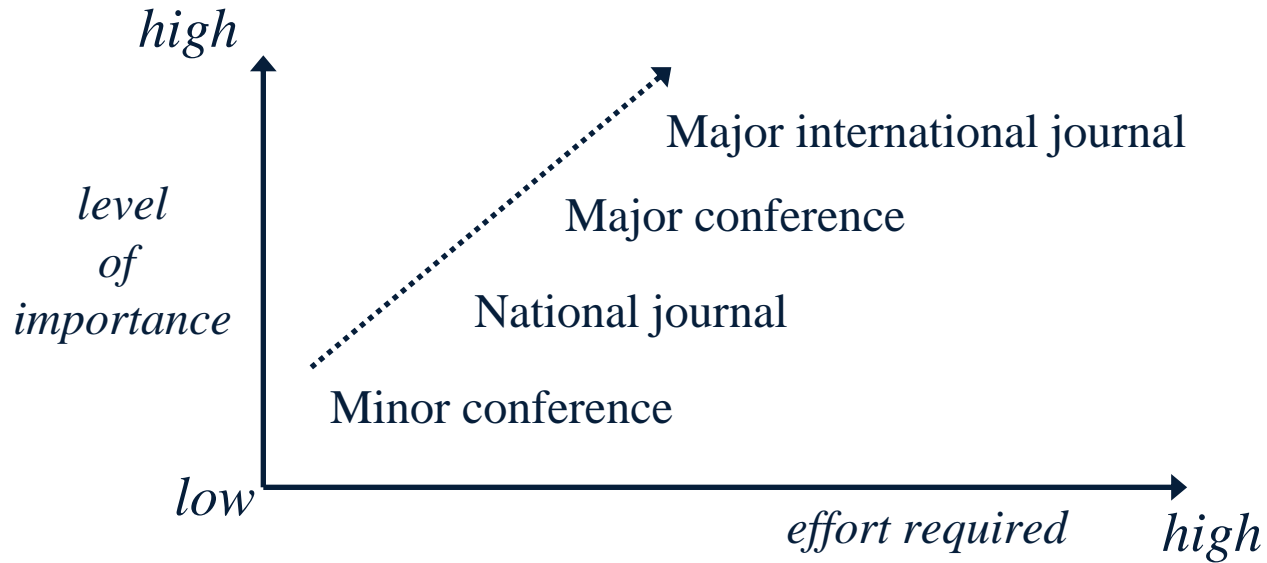 high
Major international journal
level
of
importance
Major conference
National journal
Minor conference
low
effort required
high